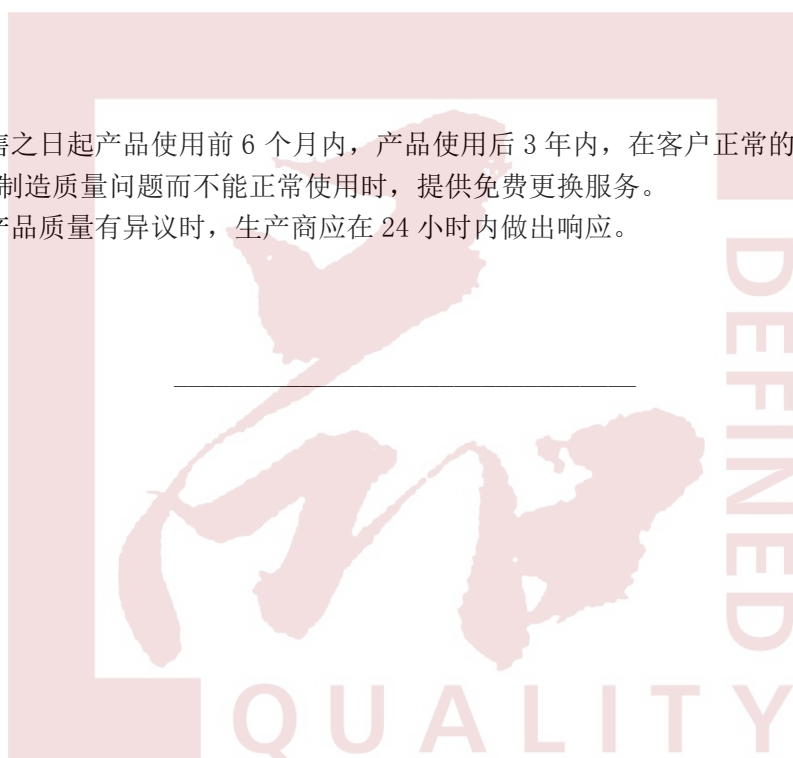 售之日起产品使用前 6 个月内，产品使用后 3 年内，在客户正常的
制造质量问题而不能正常使用时，提供免费更换服务。
产品质量有异议时，生产商应在 24 小时内做出响应。
DEFINED
QUALITY